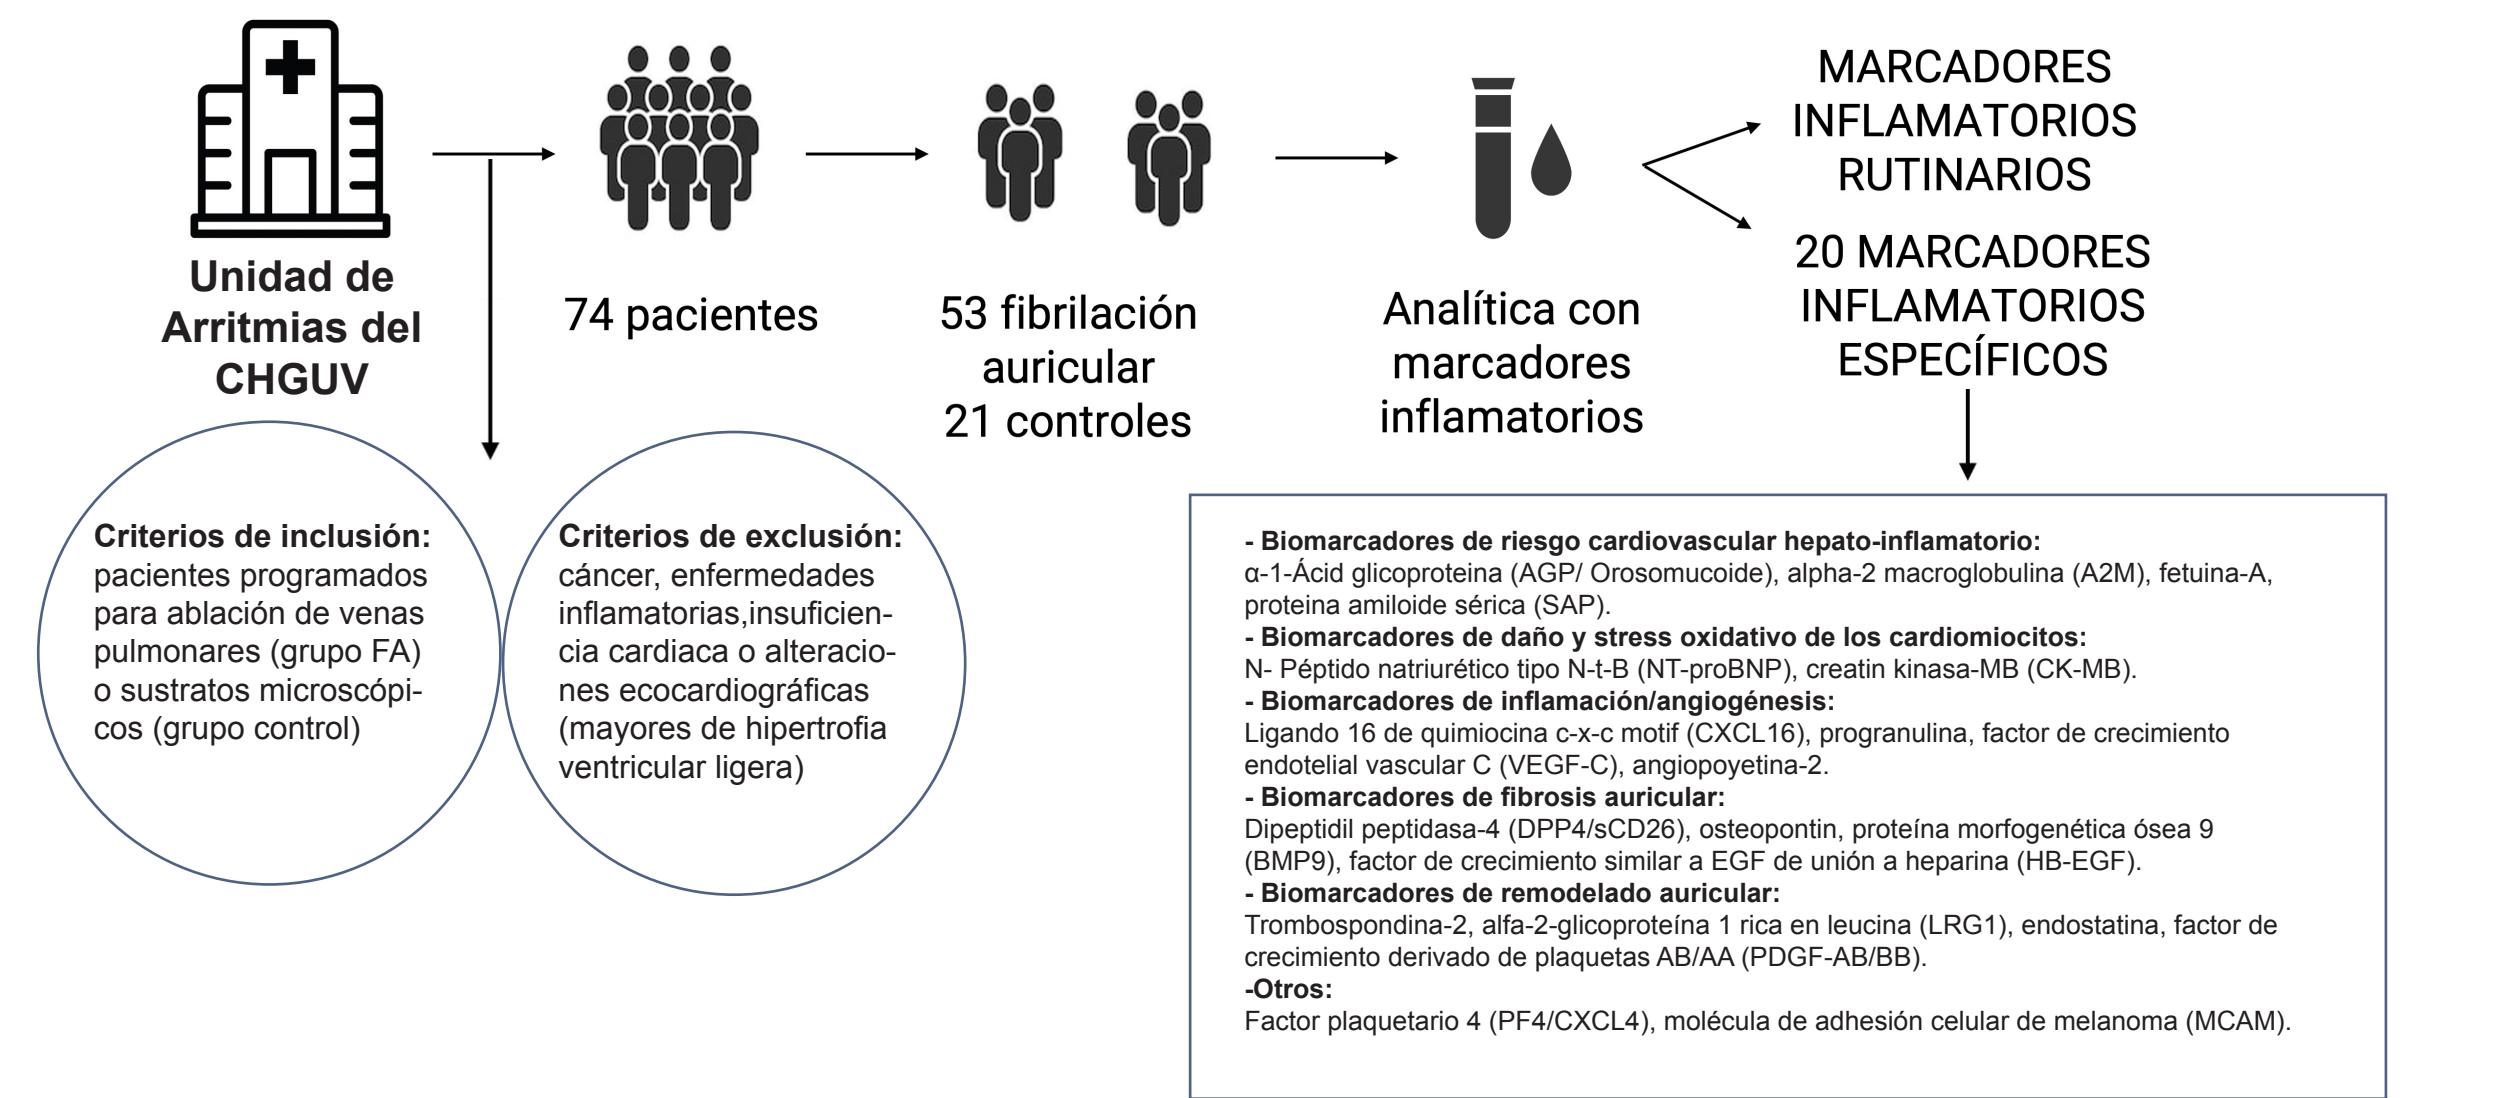 Unidad de
Arritmias del
CHGUV
74 pacientes
53 fibrilación
auricular
21 controles
Analítica con
marcadores
inflamatorios
MARCADORES
INFLAMATORIOS
RUTINARIOS
20 MARCADORES
INFLAMATORIOS
ESPECÍFICOS
Criterios de inclusión:
pacientes programados
para ablación de venas
pulmonares (grupo FA)
o sustratos microscópi-
cos (grupo control)
Criterios de exclusión:
cáncer, enfermedades
inflamatorias,insuficien-
cia cardiaca o alteracio-
nes ecocardiográficas
(mayores de hipertrofia
ventricular ligera)
- Biomarcadores de riesgo cardiovascular hepato-inflamatorio:
α-1-Ácid glicoproteina (AGP/ Orosomucoide), alpha-2 macroglobulina (A2M), fetuina-A,
proteina amiloide sérica (SAP).
- Biomarcadores de daño y stress oxidativo de los cardiomiocitos:
N- Péptido natriurético tipo N-t-B (NT-proBNP), creatin kinasa-MB (CK-MB).
- Biomarcadores de inflamación/angiogénesis:
Ligando 16 de quimiocina c-x-c motif (CXCL16), progranulina, factor de crecimiento
endotelial vascular C (VEGF-C), angiopoyetina-2.
- Biomarcadores de fibrosis auricular:
Dipeptidil peptidasa-4 (DPP4/sCD26), osteopontin, proteína morfogenética ósea 9
(BMP9), factor de crecimiento similar a EGF de unión a heparina (HB-EGF).
- Biomarcadores de remodelado auricular:
Trombospondina-2, alfa-2-glicoproteína 1 rica en leucina (LRG1), endostatina, factor de
crecimiento derivado de plaquetas AB/AA (PDGF-AB/BB).
-Otros:
Factor plaquetario 4 (PF4/CXCL4), molécula de adhesión celular de melanoma (MCAM).